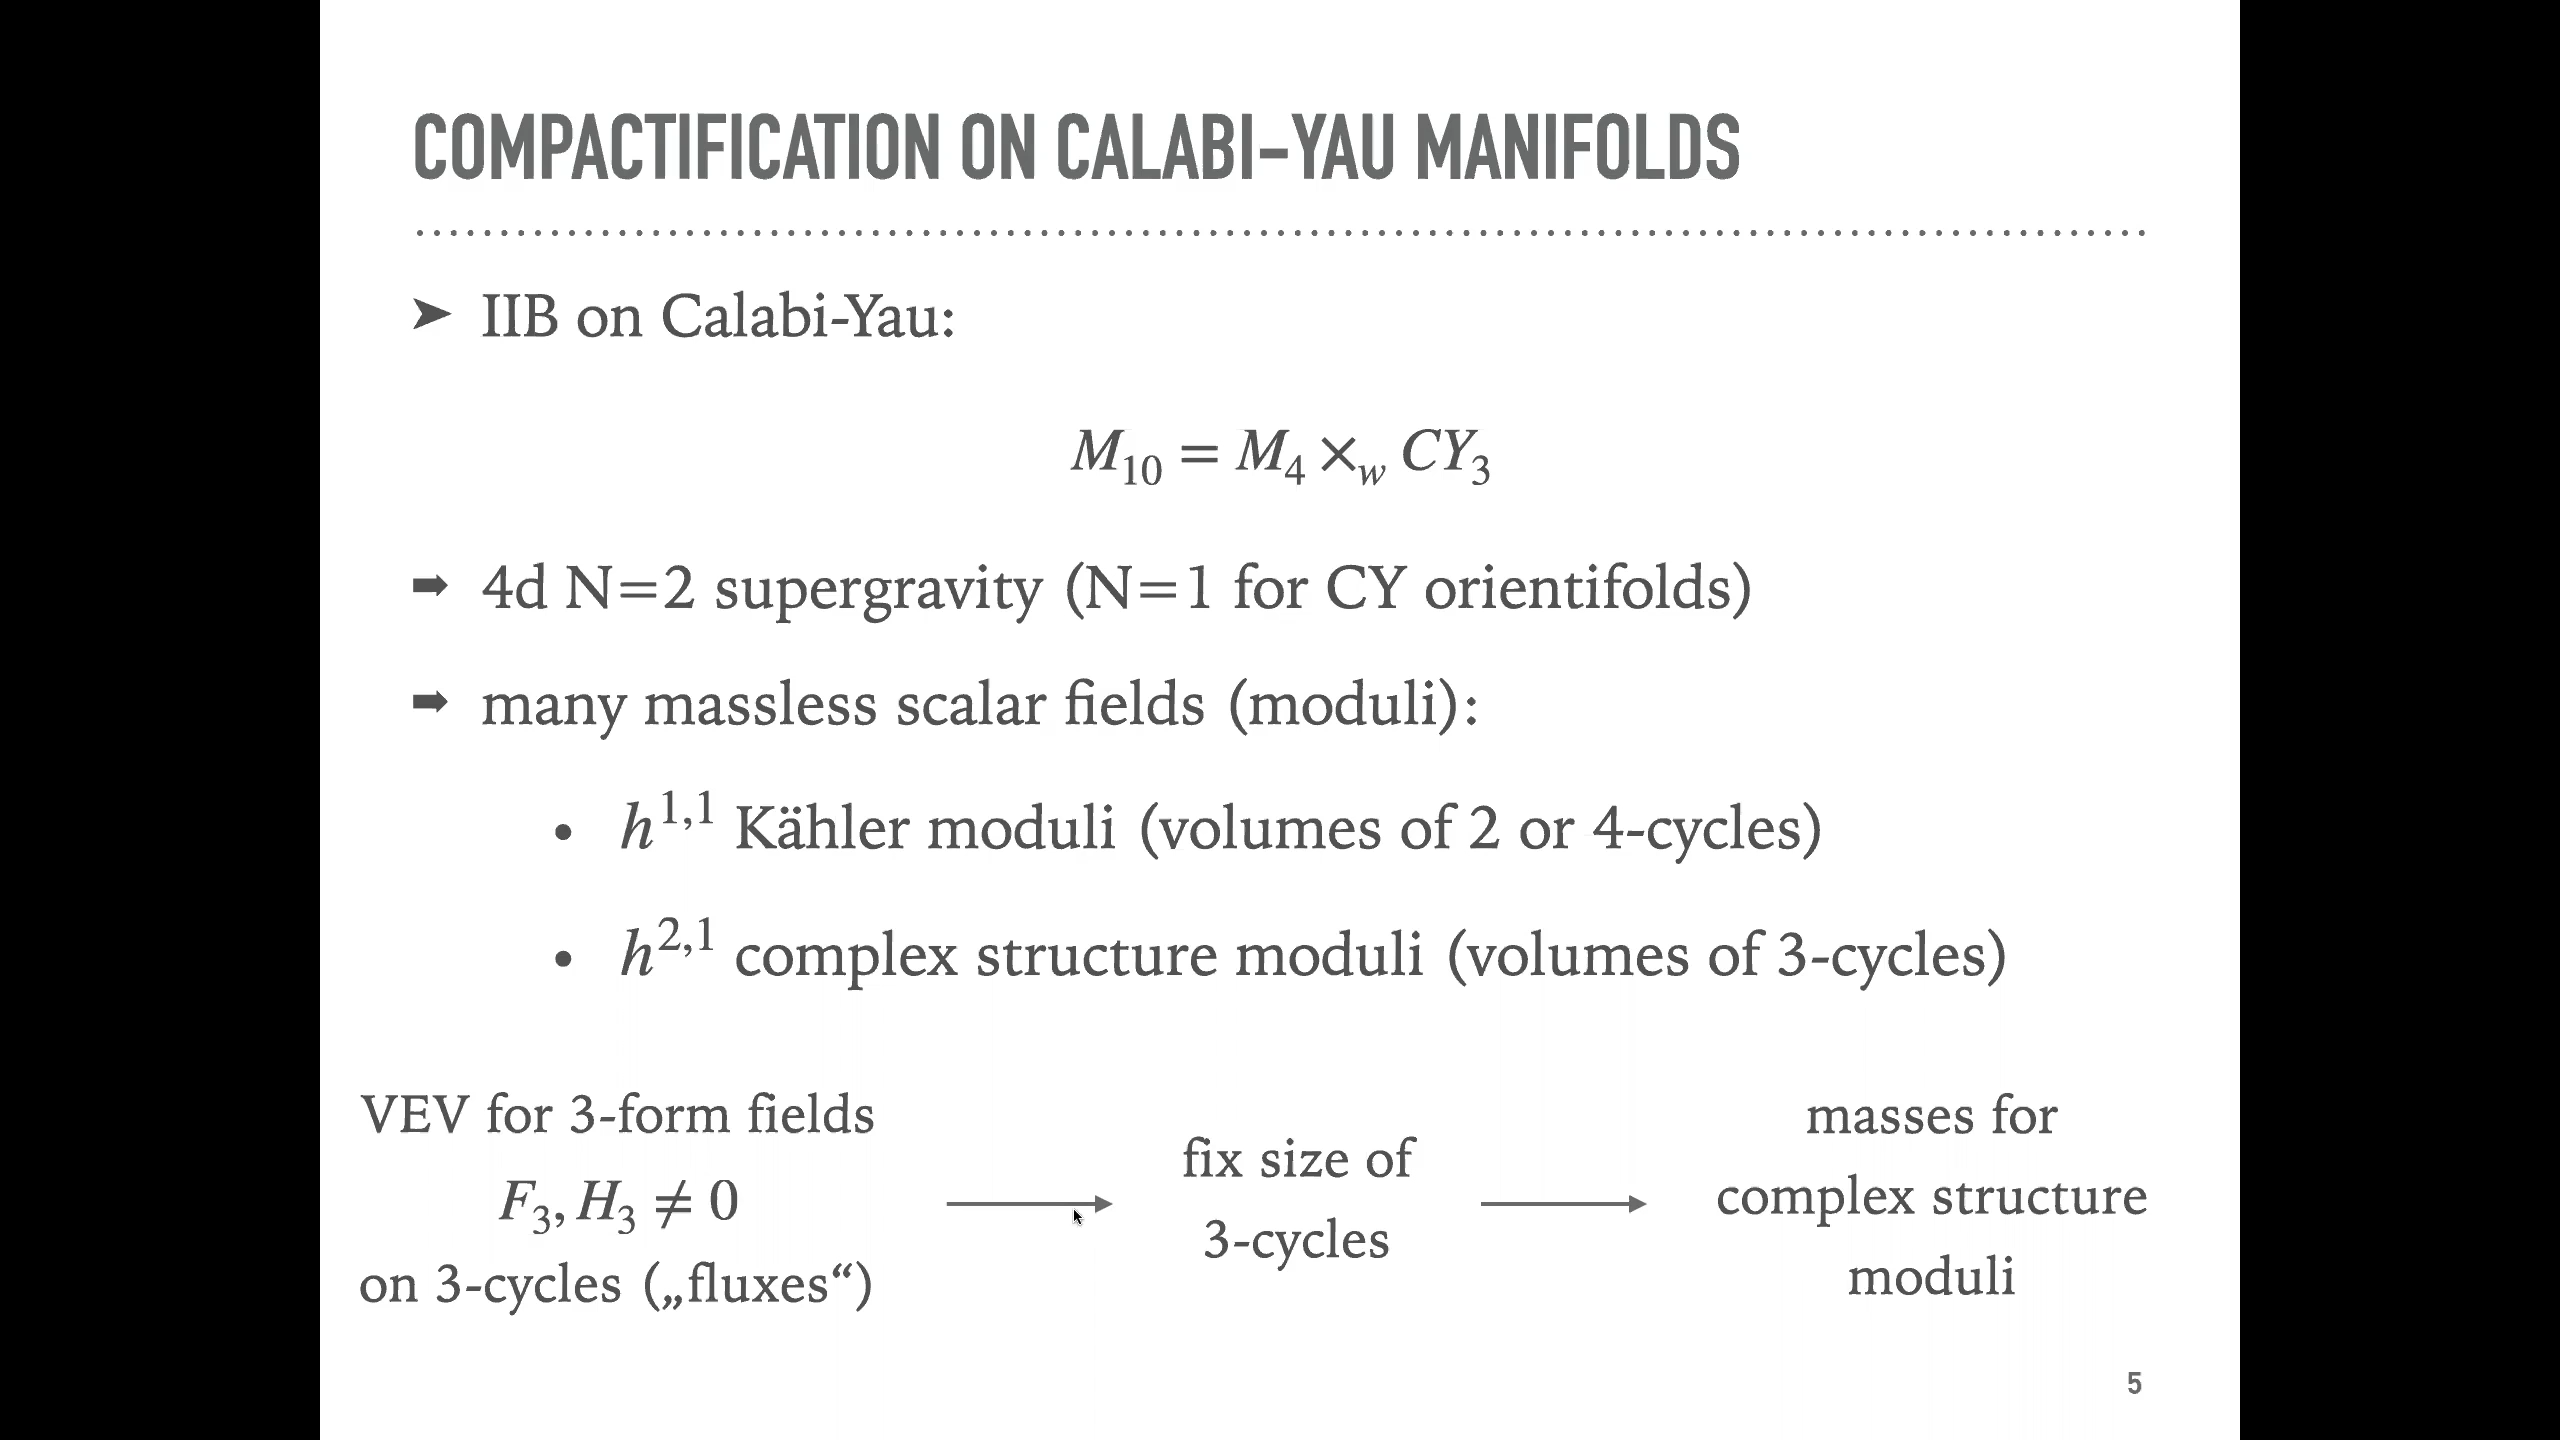 COMPACTIFICATION ON CALABI-YAU MANIFOLDS
➤ IIB on Calabi-Yau:
M₁₀ = M₄ ×_w CY₃
➡ 4d N=2 supergravity (N=1 for CY orientifolds)
➡ many massless scalar fields (moduli):
• h^{1,1} Kähler moduli (volumes of 2 or 4-cycles)
• h^{2,1} complex structure moduli (volumes of 3-cycles)
VEV for 3-form fields
F₃, H₃ ≠ 0
on 3-cycles („fluxes“)
fix size of
3-cycles
masses for
complex structure
moduli
5